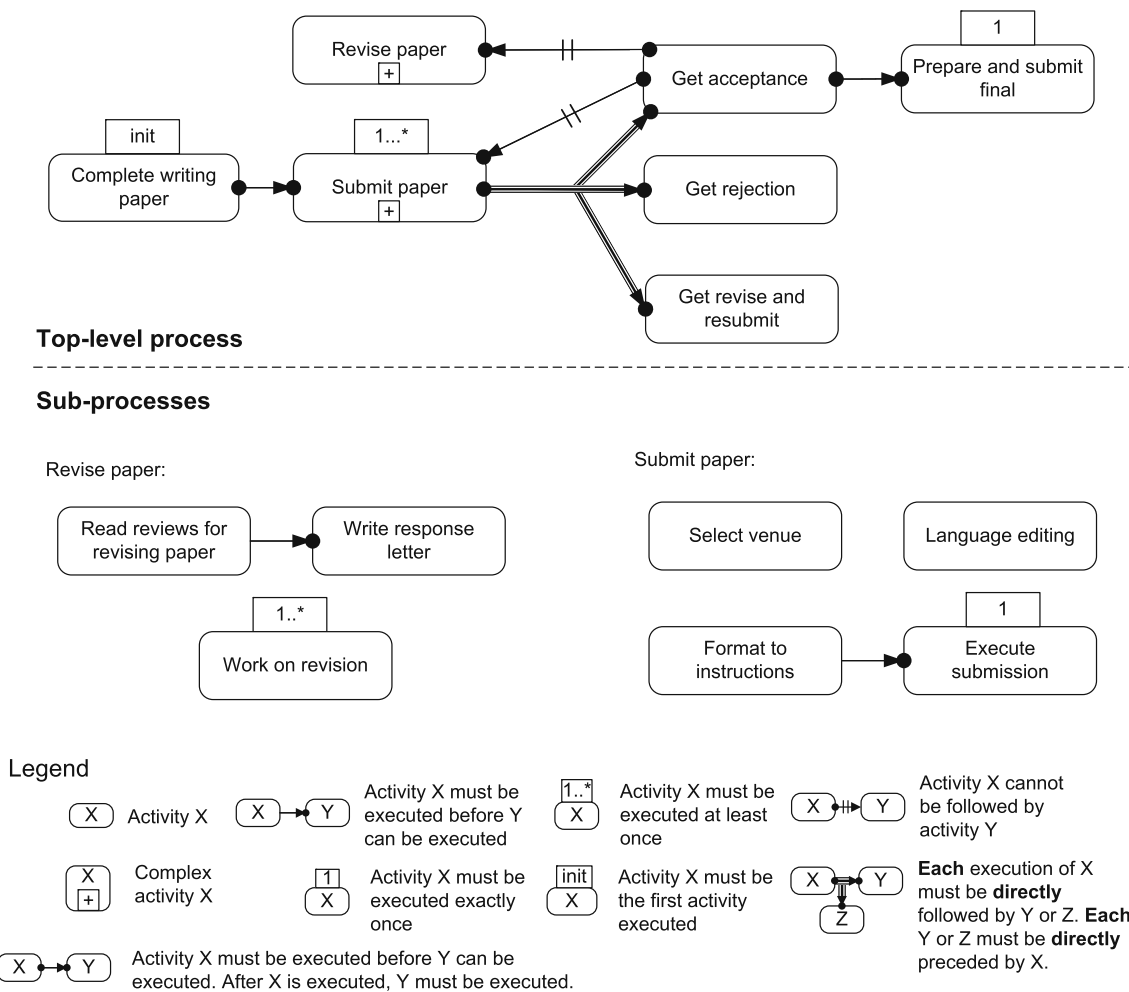 1
Revise paper
+
Get acceptance
Prepare and submit
final
init
1...*
Complete writing
paper
Submit paper
+
Get rejection
Get revise and
resubmit
Top-level process
Sub-processes
Revise paper:
Submit paper:
Read reviews for
revising paper
Write response
letter
Select venue
Language editing
1..*
Work on revision
1
Format to
instructions
Execute
submission
Legend
X
Activity X
X
Y
Activity X must be
executed before Y
can be executed
1..*
X
Activity X must be
executed at least
once
X
Y
Activity X cannot
be followed by
activity Y
X
+
Complex
activity X
1
X
Activity X must be
executed exactly
once
init
X
Activity X must be
the first activity
executed
X
Y
Z
Each execution of X
must be directly
followed by Y or Z. Each
Y or Z must be directly
preceded by X.
X
Y
Activity X must be executed before Y can be
executed. After X is executed, Y must be executed.